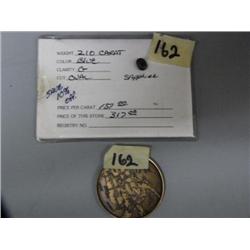 162
WEIGHT 2.10 CARAT
COLOR Blue
CLARITY G
CUT OVAL SAPPHIRE
PRICE PER CARAT 150.00
PRICE OF THIS STONE 317.00
REGISTRY NO.
162